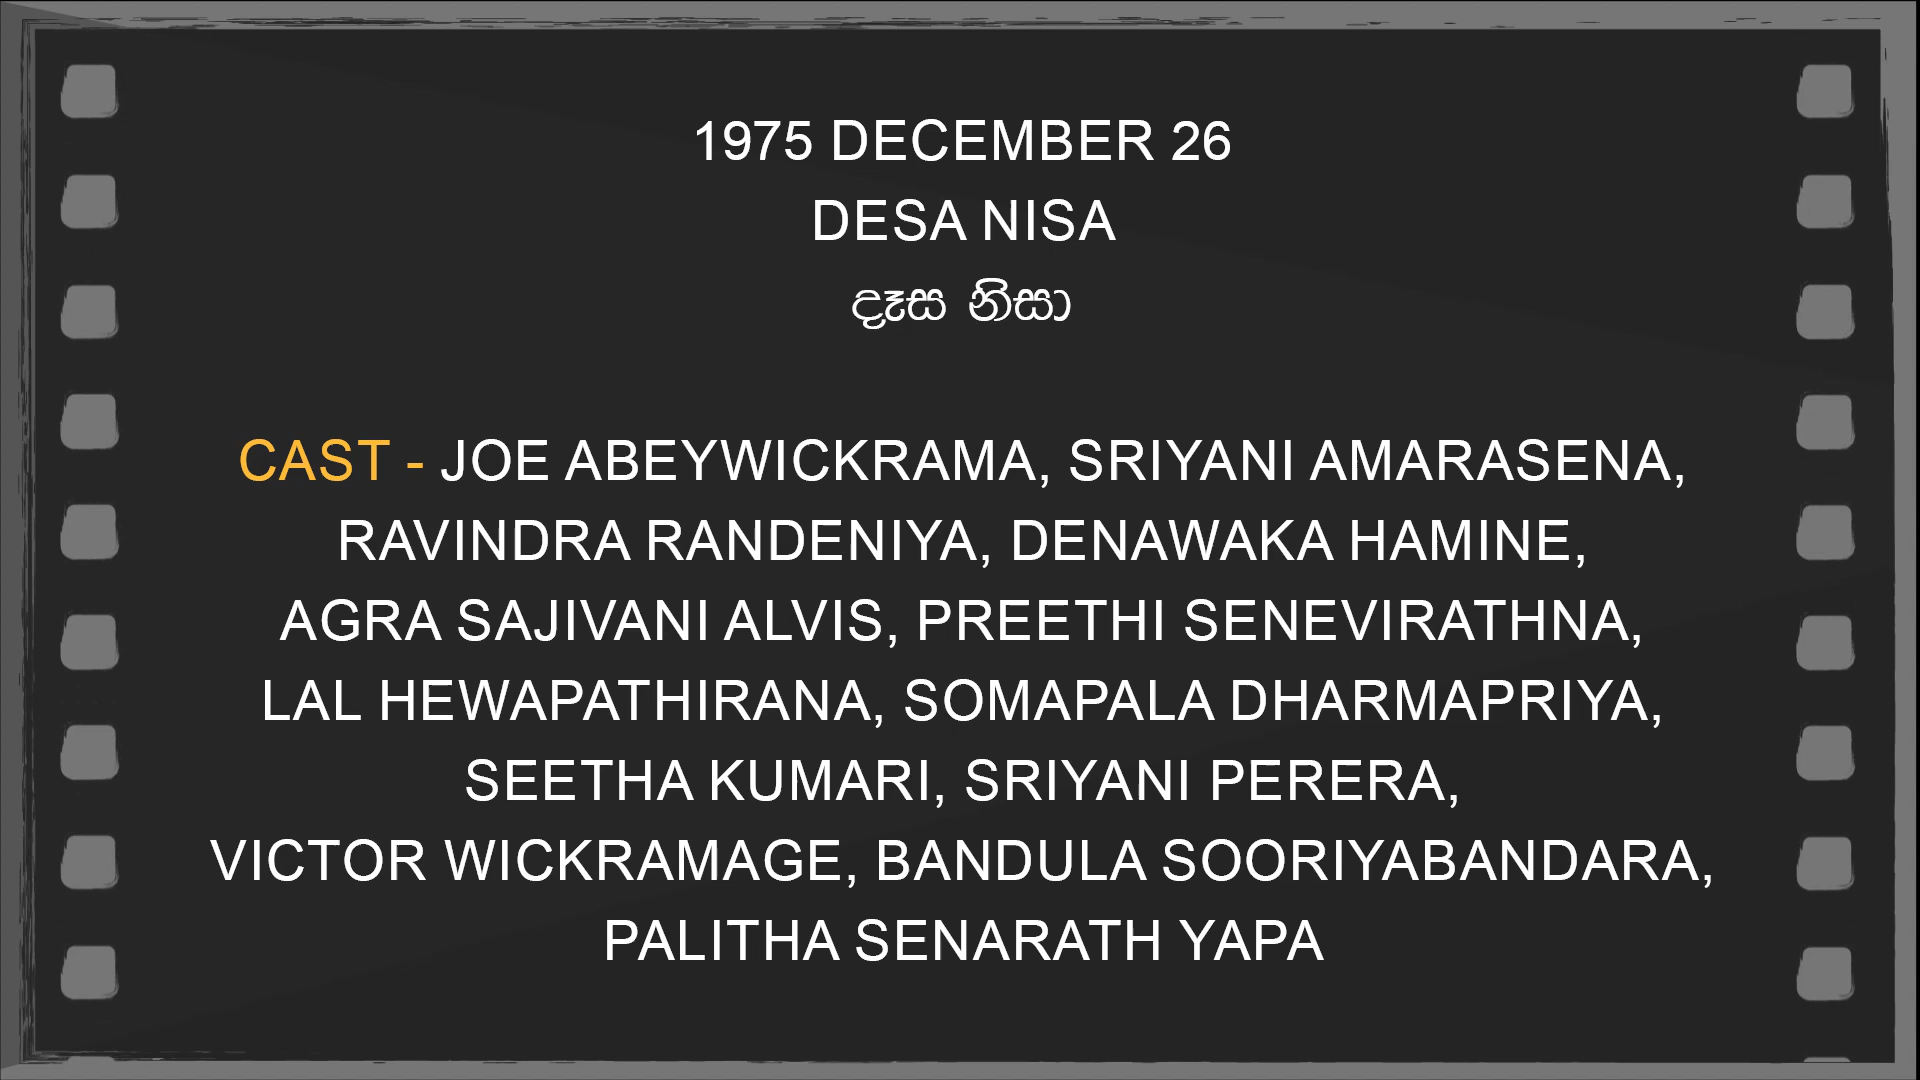 1975 DECEMBER 26
DESA NISA
දෑස නිසා
CAST - JOE ABEYWICKRAMA, SRIYANI AMARASENA,
RAVINDRA RANDENIYA, DENAWAKA HAMINE,
AGRA SAJIVANI ALVIS, PREETHI SENEVIRATHNA,
LAL HEWAPATHIRANA, SOMAPALA DHARMAPRIYA,
SEETHA KUMARI, SRIYANI PERERA,
VICTOR WICKRAMAGE, BANDULA SOORIYABANDARA,
PALITHA SENARATH YAPA